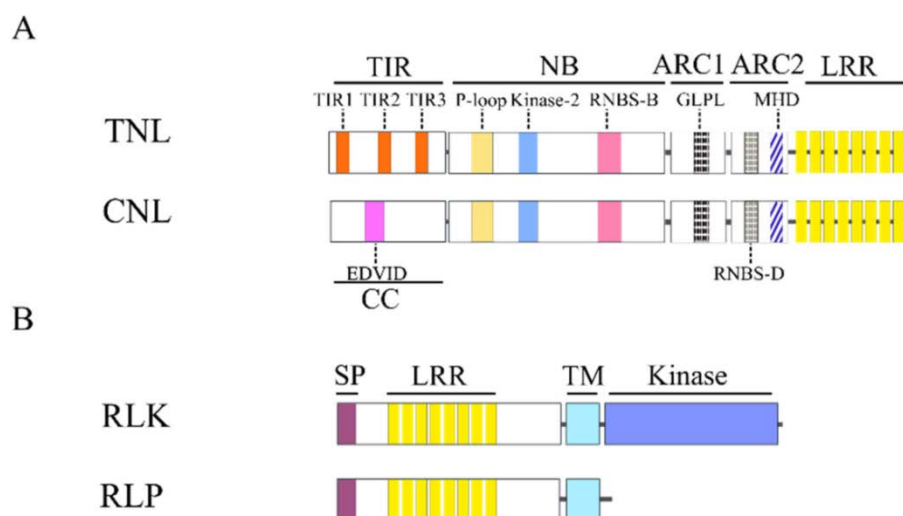 A
TIR NB ARC1 ARC2 LRR
TIR1 TIR2 TIR3 P-loop Kinase-2 RNBS-B GLPL MHD
TNL
CNL
EDVID RNBS-D
CC
B
SP LRR TM Kinase
RLK
RLP